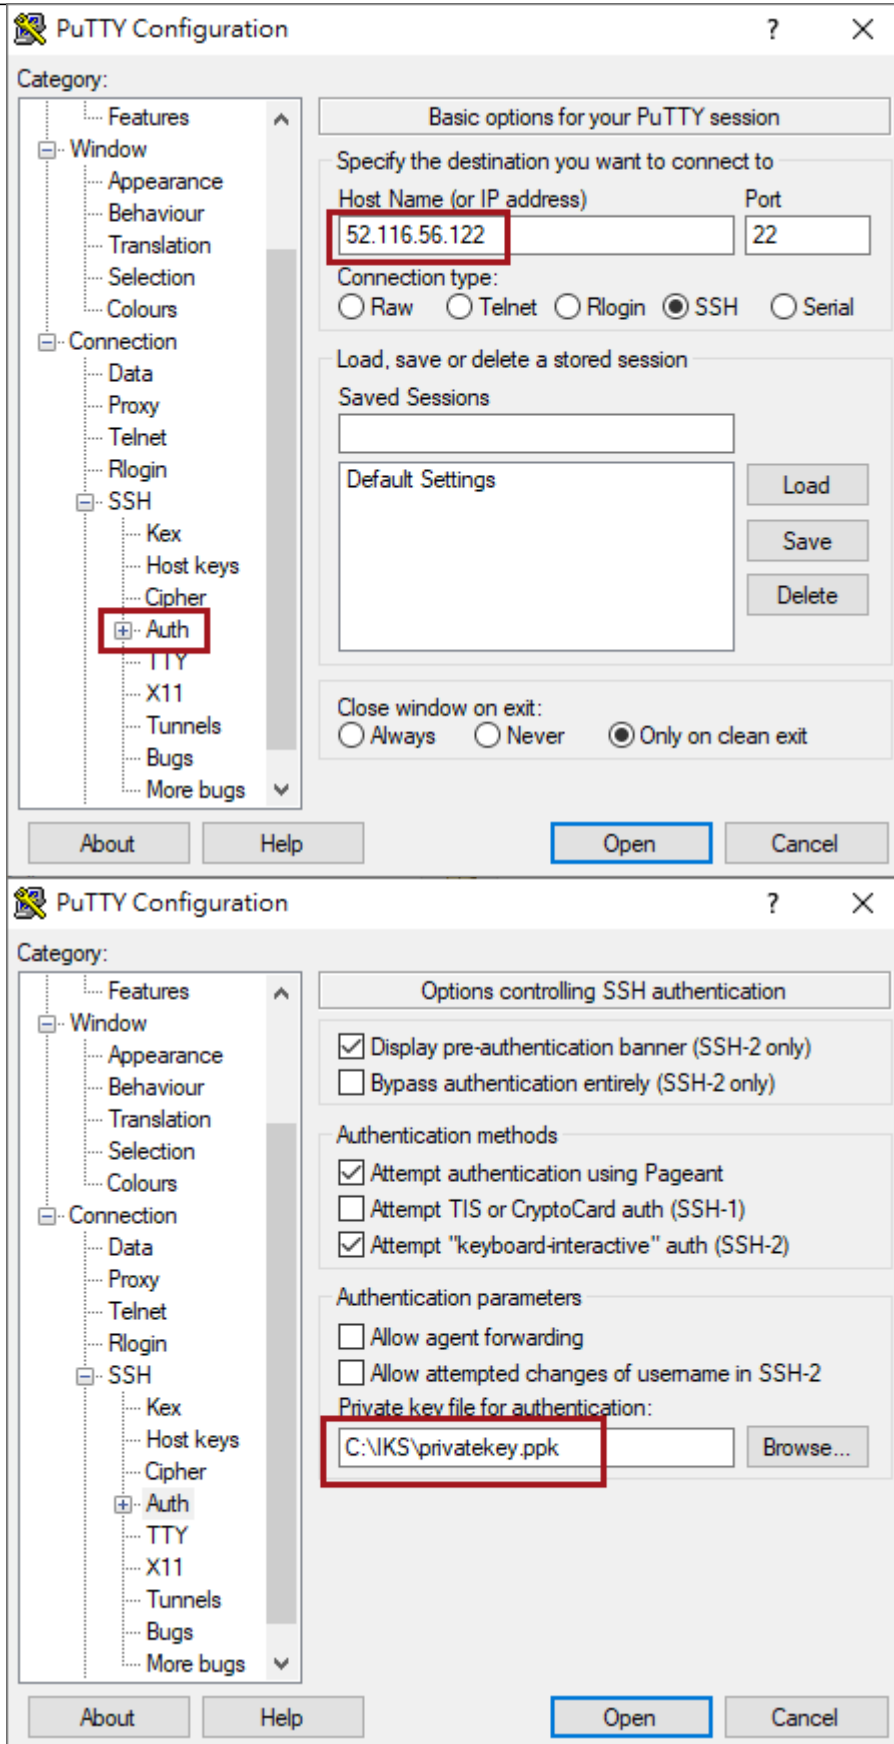 PuTTY Configuration
Category:
Features
Window
Appearance
Behaviour
Translation
Selection
Colours
Connection
Data
Proxy
Telnet
Rlogin
SSH
Kex
Host keys
Cipher
Auth
TTY
X11
Tunnels
Bugs
More bugs
Basic options for your PuTTY session
Specify the destination you want to connect to
Host Name (or IP address) Port
52.116.56.122 22
Connection type:
Raw Telnet Rlogin SSH Serial
Load, save or delete a stored session
Saved Sessions
Default Settings
Load
Save
Delete
Close window on exit:
Always Never Only on clean exit
About Help Open Cancel
PuTTY Configuration
Category:
Features
Window
Appearance
Behaviour
Translation
Selection
Colours
Connection
Data
Proxy
Telnet
Rlogin
SSH
Kex
Host keys
Cipher
Auth
TTY
X11
Tunnels
Bugs
More bugs
Options controlling SSH authentication
Display pre-authentication banner (SSH-2 only)
Bypass authentication entirely (SSH-2 only)
Authentication methods
Attempt authentication using Pageant
Attempt TIS or CryptoCard auth (SSH-1)
Attempt "keyboard-interactive" auth (SSH-2)
Authentication parameters
Allow agent forwarding
Allow attempted changes of username in SSH-2
Private key file for authentication:
C:\IKS\privatekey.ppk Browse...
About Help Open Cancel